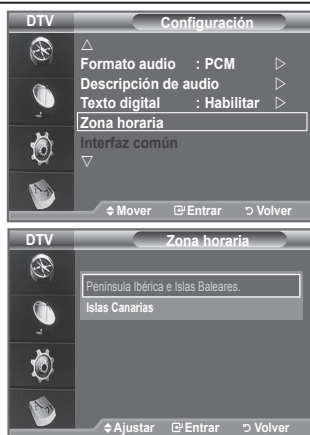 DTV Configuración
△
Formato audio : PCM ▷
Descripción de audio ▷
Texto digital : Habilitar ▷
Zona horaria
Interfaz común
▽
Mover Entrar Volver
DTV Zona horaria
Península Ibérica e Islas Baleares.
Islas Canarias
Ajustar Entrar Volver